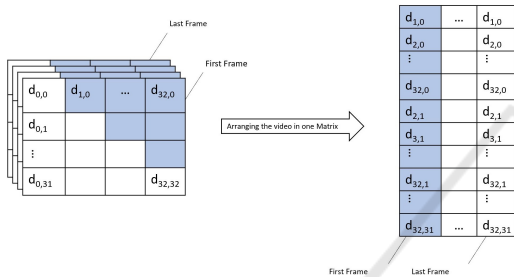 Last Frame
First Frame
d0,0 d1,0 ... d32,0
d0,1
⋮
d0,31 d32,32
Arranging the video in one Matrix
d1,0 ... d1,0
d2,0 d2,0
⋮ ⋮
d32,0 d32,0
d2,1 d2,1
d3,1 d3,1
⋮ ⋮
d32,1 d32,1
⋮ ⋮
d32,31 ... d32,31
First Frame Last Frame